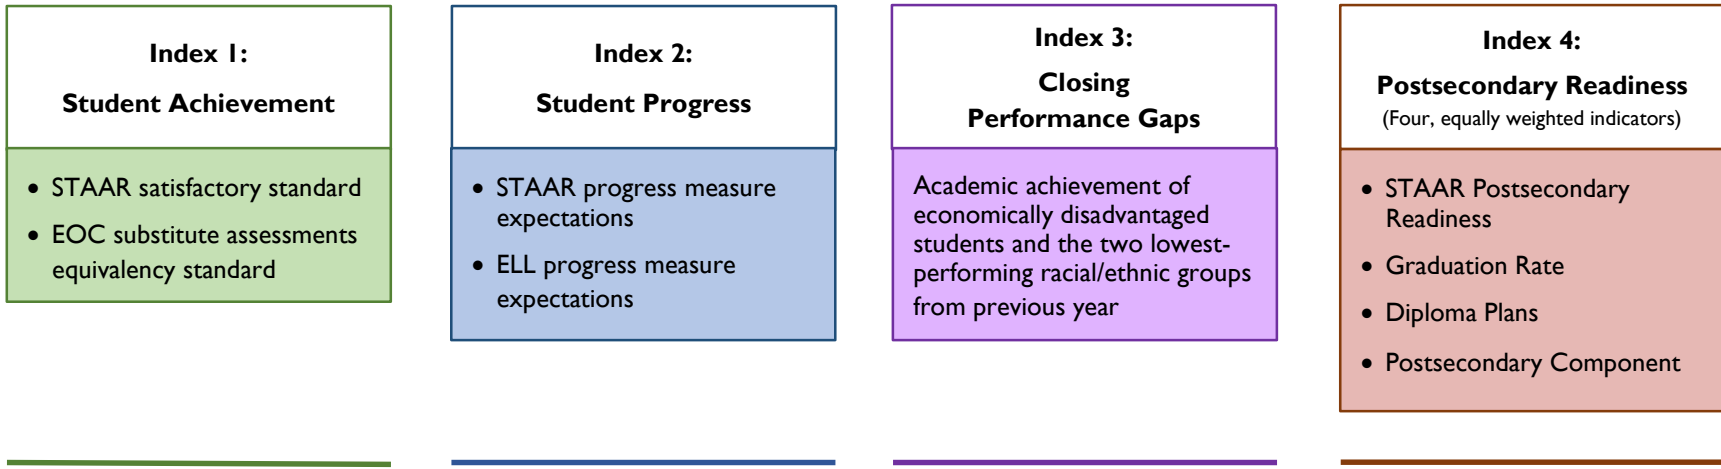 Index 1:
Student Achievement
• STAAR satisfactory standard
• EOC substitute assessments
equivalency standard
Index 2:
Student Progress
• STAAR progress measure
expectations
• ELL progress measure
expectations
Index 3:
Closing
Performance Gaps
Academic achievement of
economically disadvantaged
students and the two lowest-
performing racial/ethnic groups
from previous year
Index 4:
Postsecondary Readiness
(Four, equally weighted indicators)
• STAAR Postsecondary
Readiness
• Graduation Rate
• Diploma Plans
• Postsecondary Component